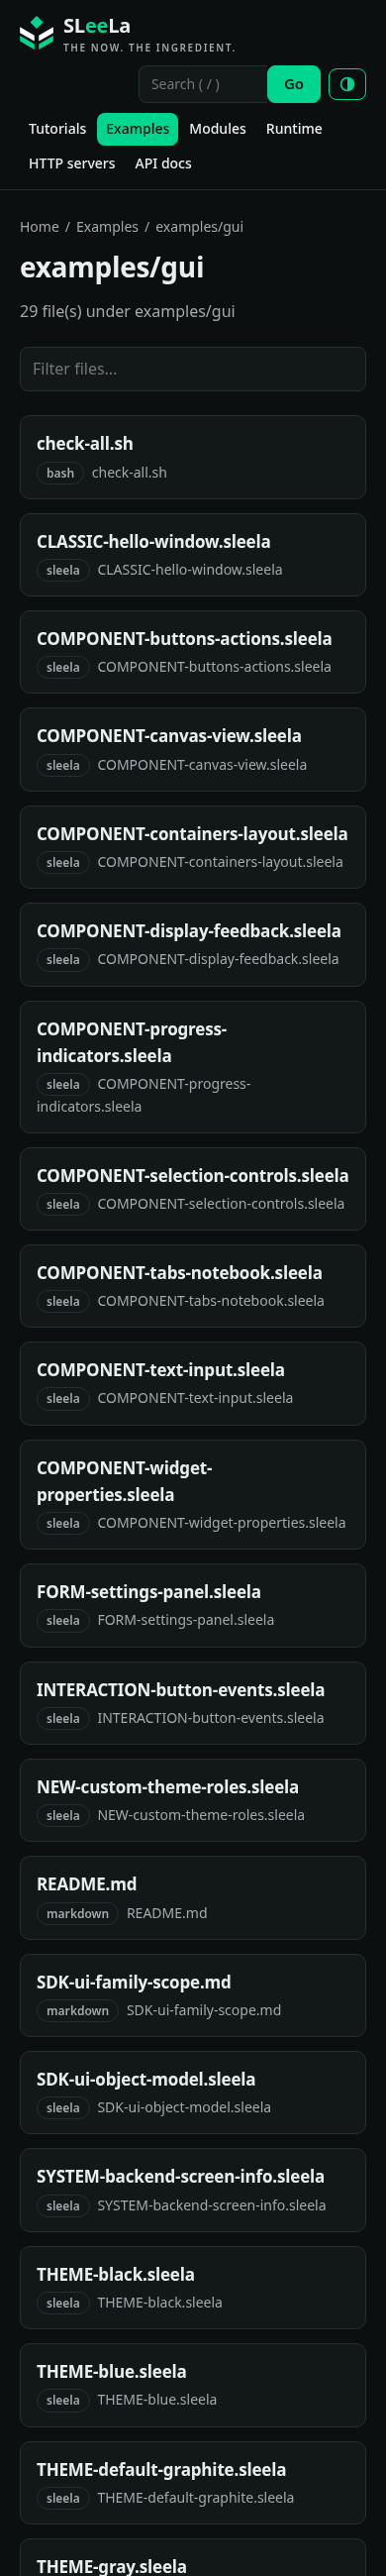 SLeeLa
THE NOW. THE INGREDIENT.
Search ( / )
Go
Tutorials Examples Modules Runtime
HTTP servers API docs
Home / Examples / examples/gui
examples/gui
29 file(s) under examples/gui
Filter files...
check-all.sh
bash check-all.sh
CLASSIC-hello-window.sleela
sleela CLASSIC-hello-window.sleela
COMPONENT-buttons-actions.sleela
sleela COMPONENT-buttons-actions.sleela
COMPONENT-canvas-view.sleela
sleela COMPONENT-canvas-view.sleela
COMPONENT-containers-layout.sleela
sleela COMPONENT-containers-layout.sleela
COMPONENT-display-feedback.sleela
sleela COMPONENT-display-feedback.sleela
COMPONENT-progress-
indicators.sleela
sleela COMPONENT-progress-
indicators.sleela
COMPONENT-selection-controls.sleela
sleela COMPONENT-selection-controls.sleela
COMPONENT-tabs-notebook.sleela
sleela COMPONENT-tabs-notebook.sleela
COMPONENT-text-input.sleela
sleela COMPONENT-text-input.sleela
COMPONENT-widget-
properties.sleela
sleela COMPONENT-widget-properties.sleela
FORM-settings-panel.sleela
sleela FORM-settings-panel.sleela
INTERACTION-button-events.sleela
sleela INTERACTION-button-events.sleela
NEW-custom-theme-roles.sleela
sleela NEW-custom-theme-roles.sleela
README.md
markdown README.md
SDK-ui-family-scope.md
markdown SDK-ui-family-scope.md
SDK-ui-object-model.sleela
sleela SDK-ui-object-model.sleela
SYSTEM-backend-screen-info.sleela
sleela SYSTEM-backend-screen-info.sleela
THEME-black.sleela
sleela THEME-black.sleela
THEME-blue.sleela
sleela THEME-blue.sleela
THEME-default-graphite.sleela
sleela THEME-default-graphite.sleela
THEME-gray.sleela